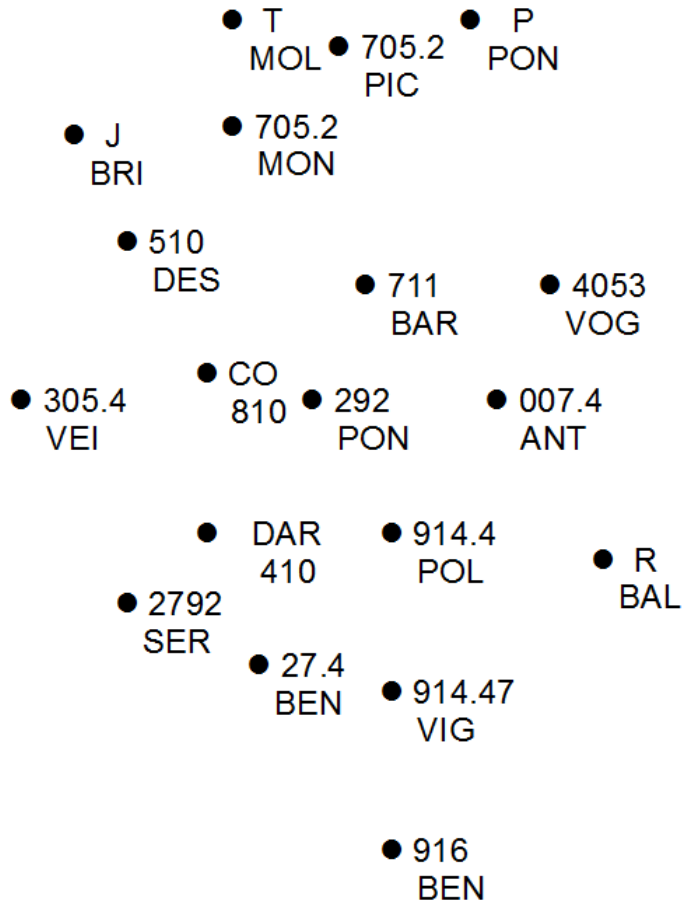 T
MOL
705.2
PIC
P
PON
J
BRI
705.2
MON
510
DES
711
BAR
4053
VOG
CO
810
305.4
VEI
292
PON
007.4
ANT
DAR
410
914.4
POL
R
BAL
2792
SER
27.4
BEN
914.47
VIG
916
BEN